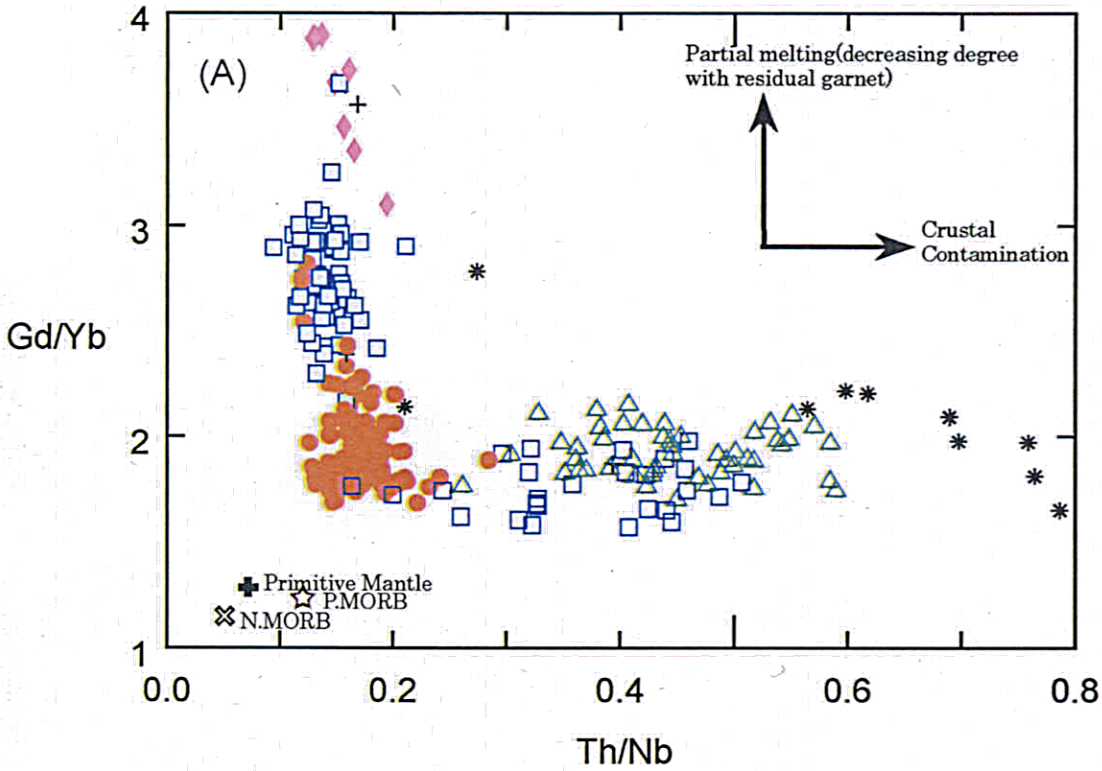 4
(A)
Partial melting(decreasing degree
with residual garnet)
3
Crustal
Contamination
Gd/Yb
2
Primitive Mantle
P.MORB
N.MORB
1
0.0
0.2
0.4
0.6
0.8
Th/Nb